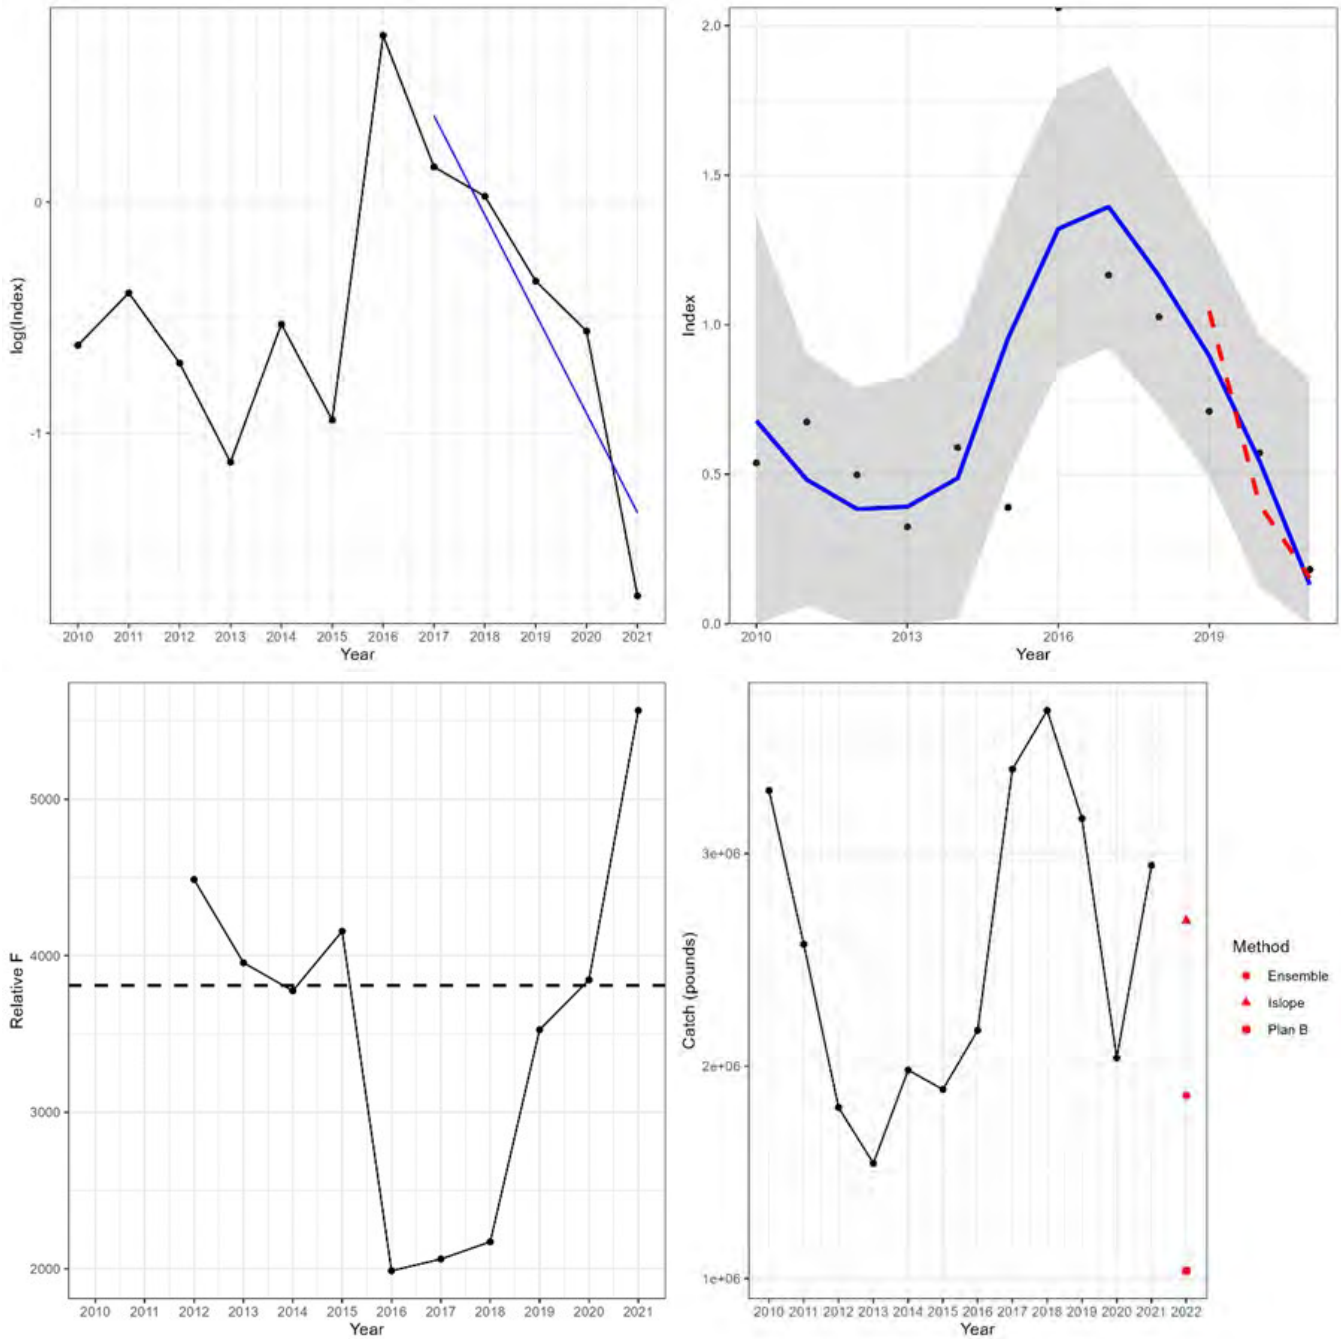 log(Index)
0
-1
2010 2011 2012 2013 2014 2015 2016 2017 2018 2019 2020 2021
Year
Index
2.0
1.5
1.0
0.5
0.0
2010 2013 2016 2019
Year
Relative F
5000
4000
3000
2000
2010 2011 2012 2013 2014 2015 2016 2017 2018 2019 2020 2021
Year
Catch (pounds)
3e+06
2e+06
1e+06
2010 2011 2012 2013 2014 2015 2016 2017 2018 2019 2020 2021 2022
Year
Method
Ensemble
Islope
Plan B